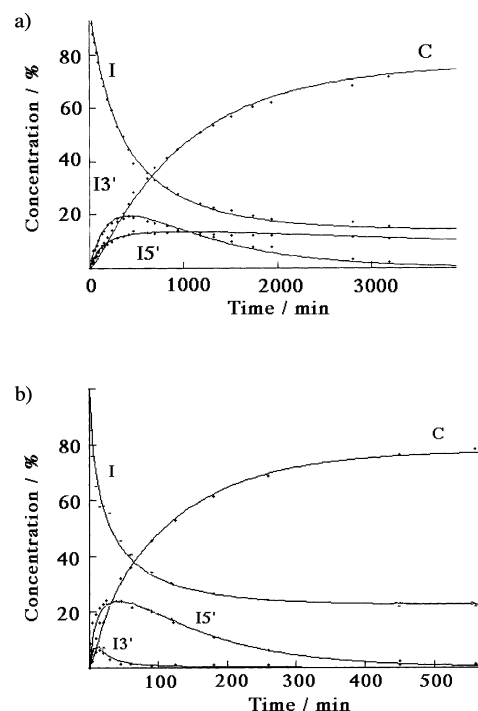 a)
Concentration / %
80
60
40
20
I
C
I3'
I5'
0
1000
2000
3000
Time / min
b)
Concentration / %
80
60
40
20
I
C
I5'
I3'
100
200
300
400
500
Time / min